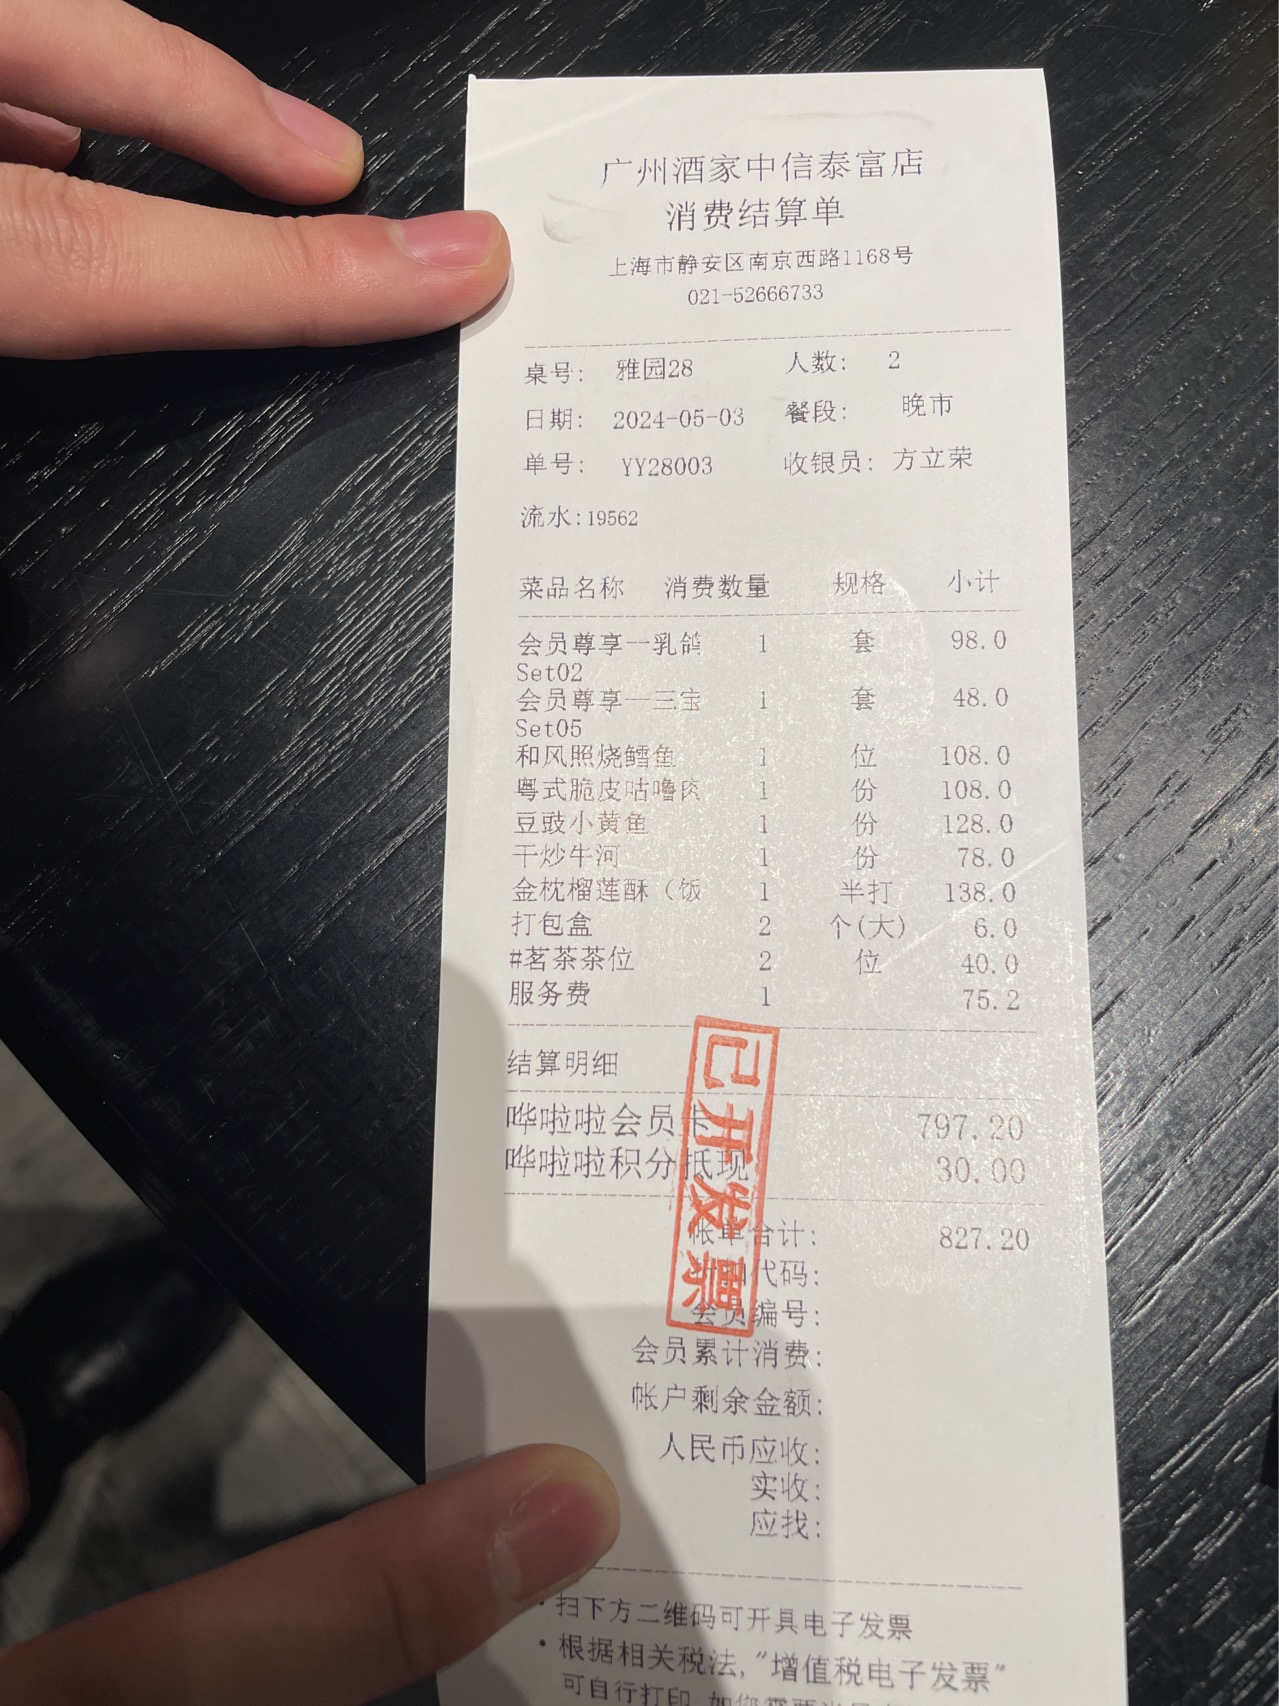 广州酒家中信泰富店
消费结算单
上海市静安区南京西路1168号
021-52666733
桌号: 雅园28 人数: 2
日期: 2024-05-03 餐段: 晚市
单号: YY28003 收银员: 方立荣
流水:19562
菜品名称 消费数量 规格 小计
会员尊享一乳鸽 1 套 98.0
Set02
会员尊享一三宝 1 套 48.0
Set05
和风照烧鳕鱼 1 位 108.0
粤式脆皮咕噜肉 1 份 108.0
豆豉小黄鱼 1 份 128.0
干炒牛河 1 份 78.0
金枕榴莲酥（饭 1 半打 138.0
打包盒 2 个(大) 6.0
#茗茶茶位 2 位 40.0
服务费 1 75.2
结算明细
哗啦啦会员卡 797.20
哗啦啦积分抵现 30.00
已开发票
帐单合计: 827.20
代码:
会员编号:
会员累计消费:
帐户剩余金额:
人民币应收:
实收:
应找:
·扫下方二维码可开具电子发票
·根据相关税法,“增值税电子发票”
可自行打印